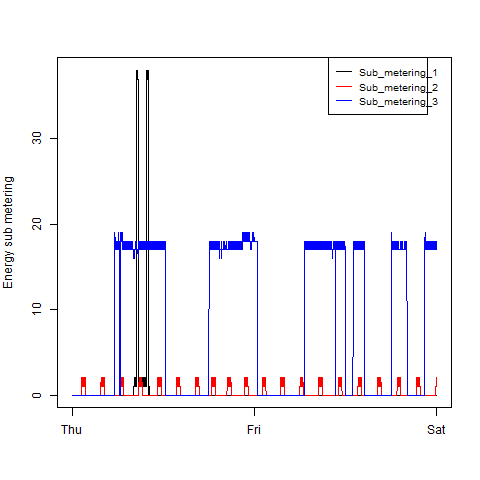 Sub_metering_1
Sub_metering_2
Sub_metering_3
Energy sub metering
30
20
10
0
Thu Fri Sat